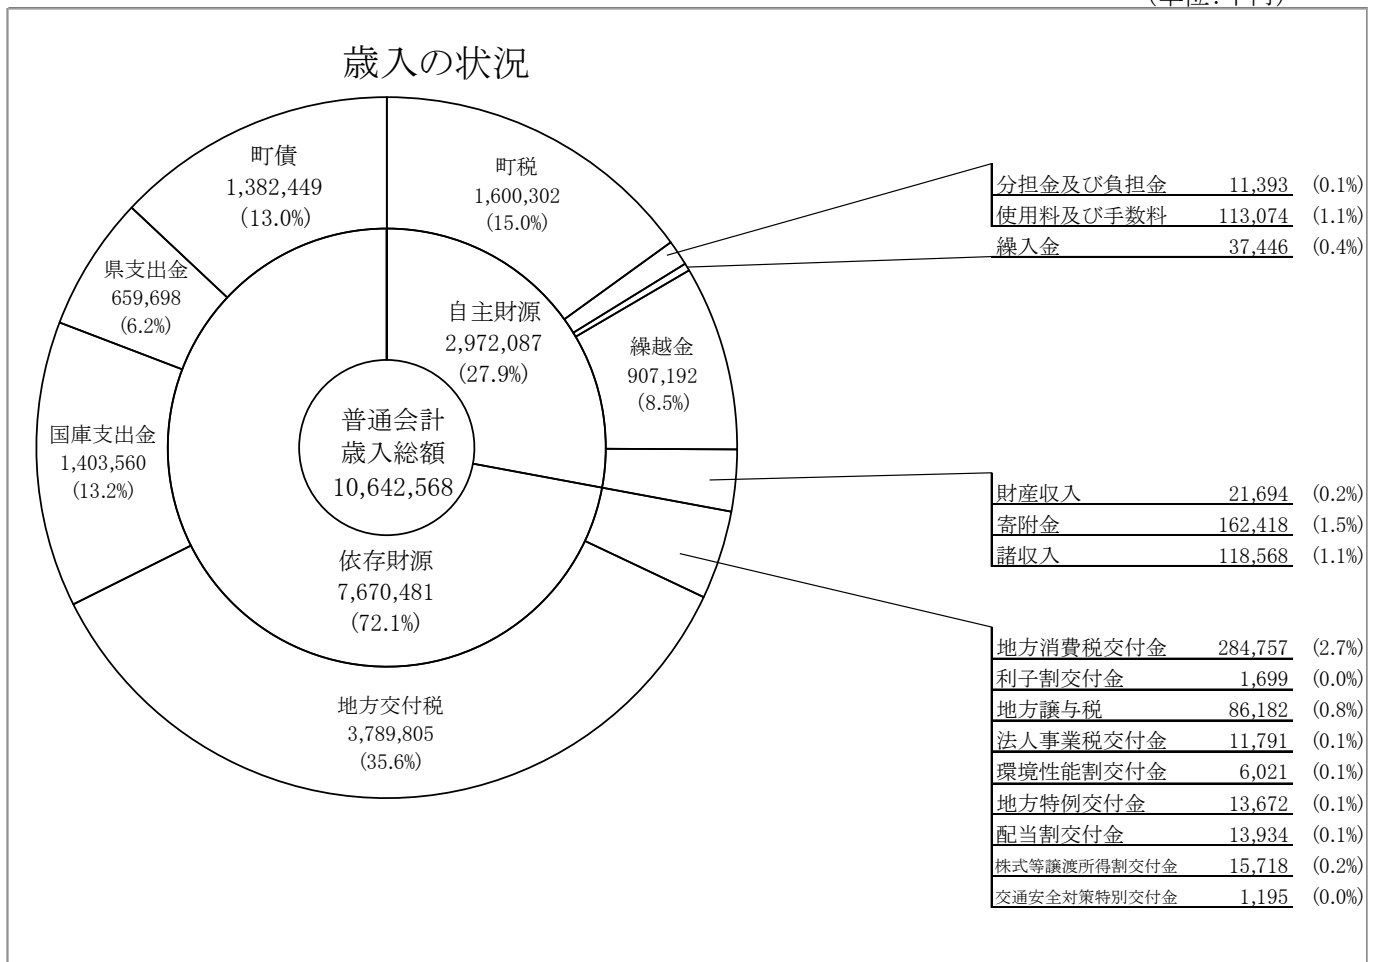 (単位:千円)
歳入の状況
町債
1,382,449
(13.0%)
町税
1,600,302
(15.0%)
県支出金
659,698
(6.2%)
自主財源
2,972,087
(27.9%)
繰越金
907,192
(8.5%)
普通会計
歳入総額
10,642,568
国庫支出金
1,403,560
(13.2%)
依存財源
7,670,481
(72.1%)
地方交付税
3,789,805
(35.6%)
分担金及び負担金 11,393 (0.1%)
使用料及び手数料 113,074 (1.1%)
繰入金 37,446 (0.4%)
財産収入 21,694 (0.2%)
寄附金 162,418 (1.5%)
諸収入 118,568 (1.1%)
地方消費税交付金 284,757 (2.7%)
利子割交付金 1,699 (0.0%)
地方譲与税 86,182 (0.8%)
法人事業税交付金 11,791 (0.1%)
環境性能割交付金 6,021 (0.1%)
地方特例交付金 13,672 (0.1%)
配当割交付金 13,934 (0.1%)
株式等譲渡所得割交付金 15,718 (0.2%)
交通安全対策特別交付金 1,195 (0.0%)